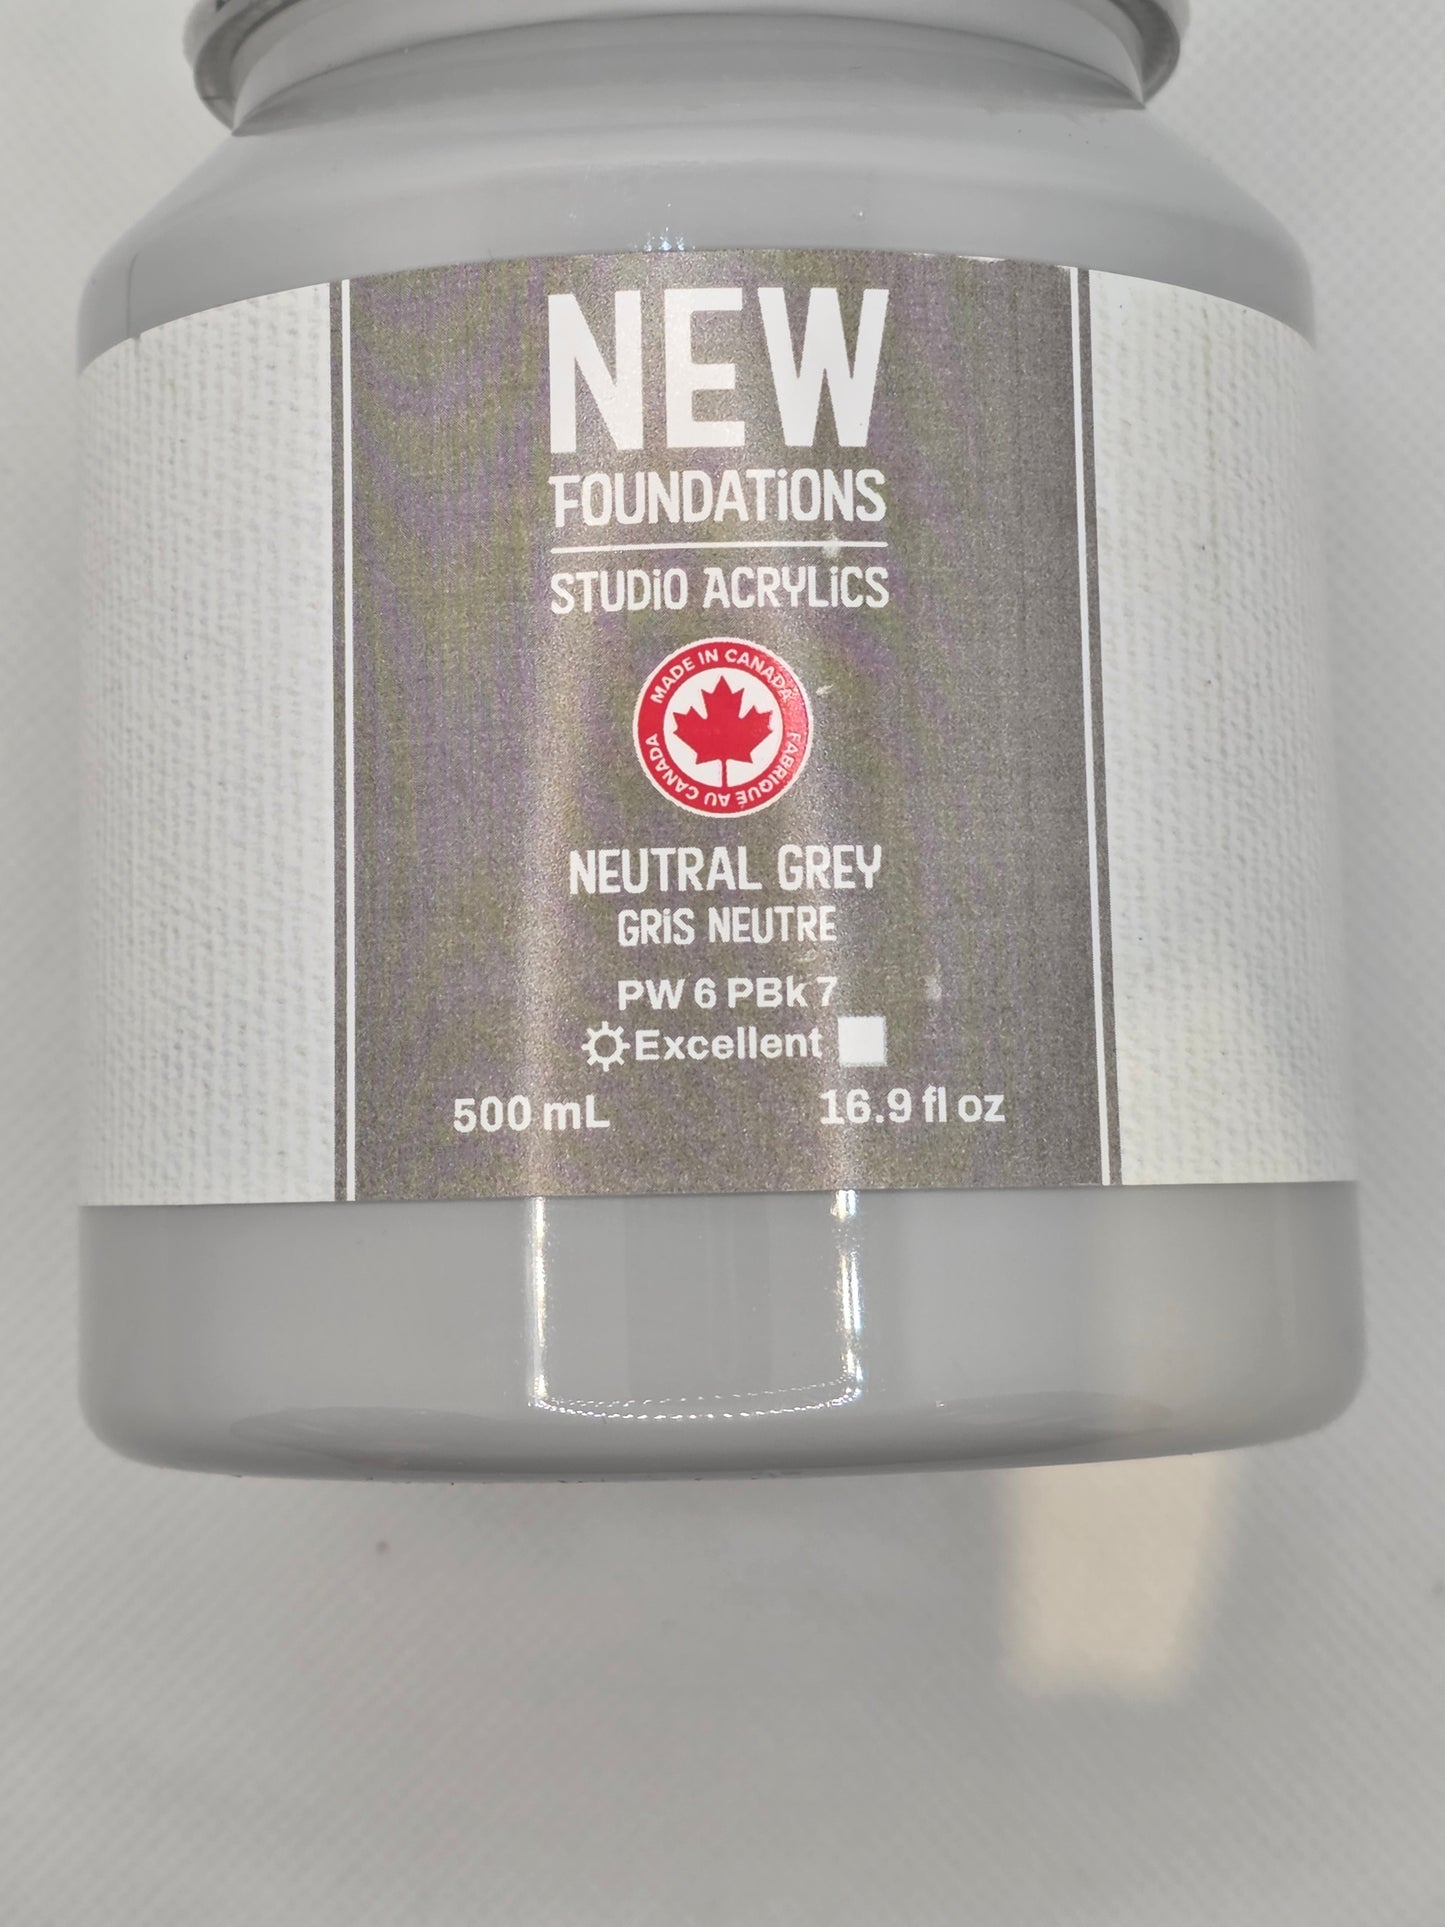 NEW
FOUNDATiONS
STUDiO ACRYLiCS
MADE IN CANADA
FABRIQUÉ AU CANADA
NEUTRAL GREY
GRiS NEUTRE
PW 6 PBk 7
Excellent
500 mL 16.9 fl oz